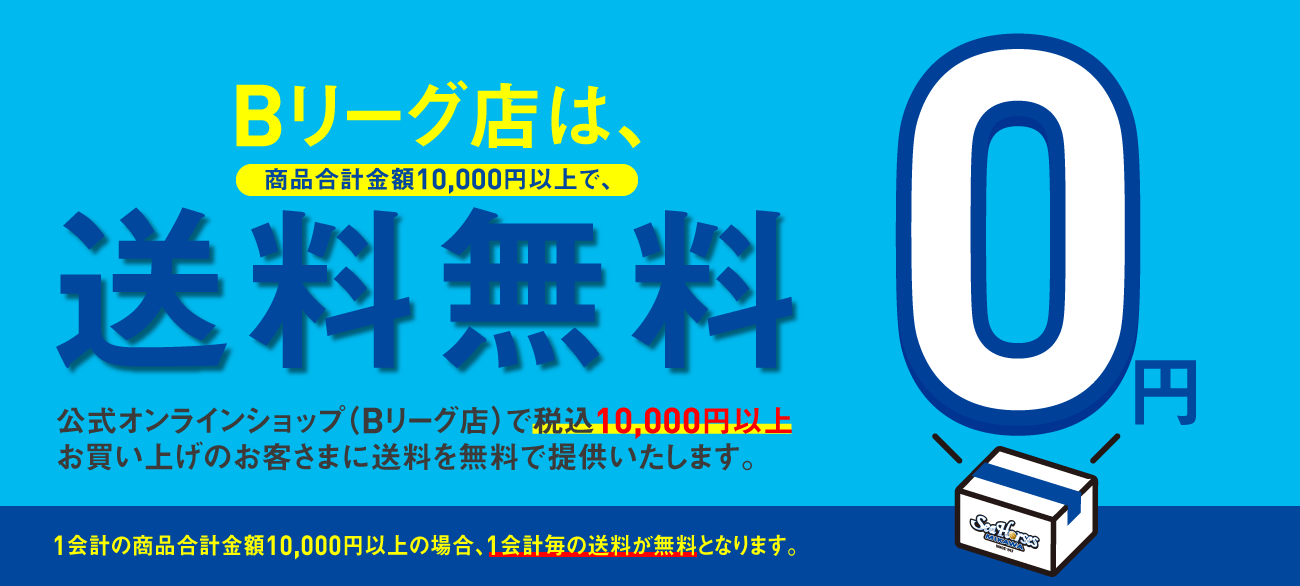 Bリーグ店は、
商品合計金額10,000円以上で、
送料無料
0円
公式オンラインショップ（Bリーグ店）で税込10,000円以上
お買い上げのお客さまに送料を無料で提供いたします。
Sea Horses
MIKAWA
1会計の商品合計金額10,000円以上の場合、1会計毎の送料が無料となります。